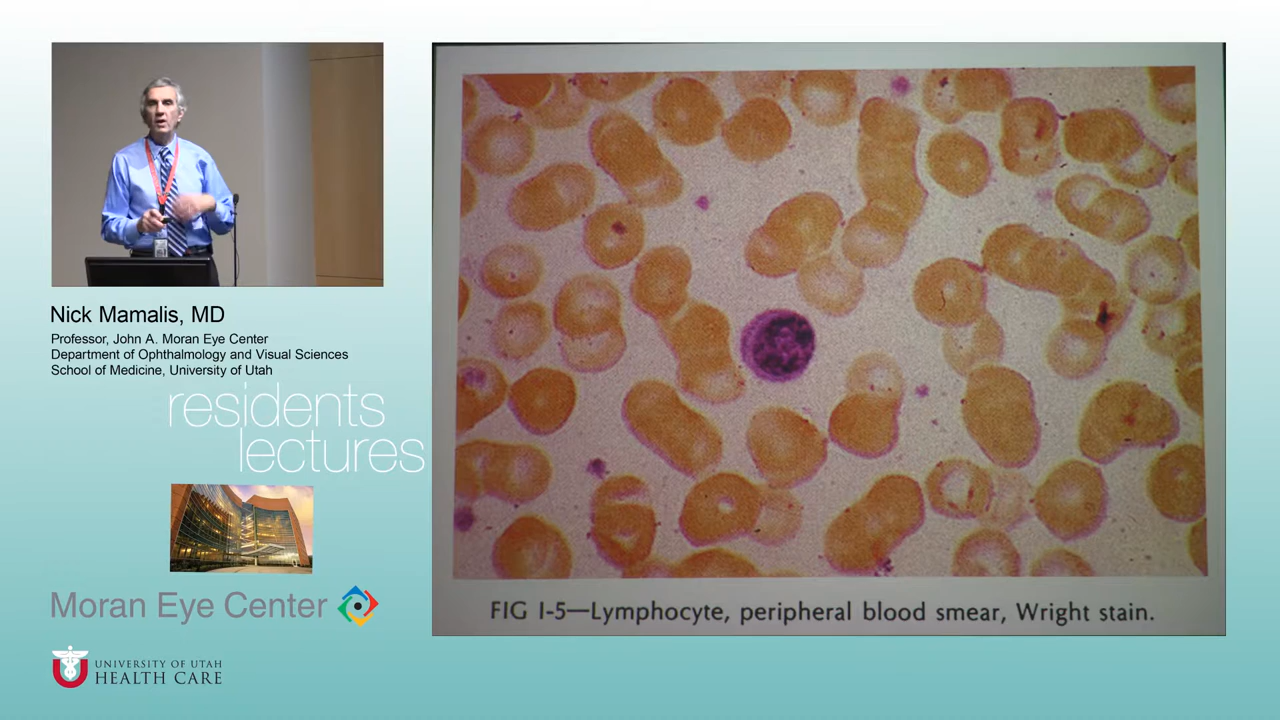 Nick Mamalis, MD
Professor, John A. Moran Eye Center
Department of Ophthalmology and Visual Sciences
School of Medicine, University of Utah
residents
lectures
Moran Eye Center
UNIVERSITY OF UTAH
HEALTH CARE
FIG I-5—Lymphocyte, peripheral blood smear, Wright stain.